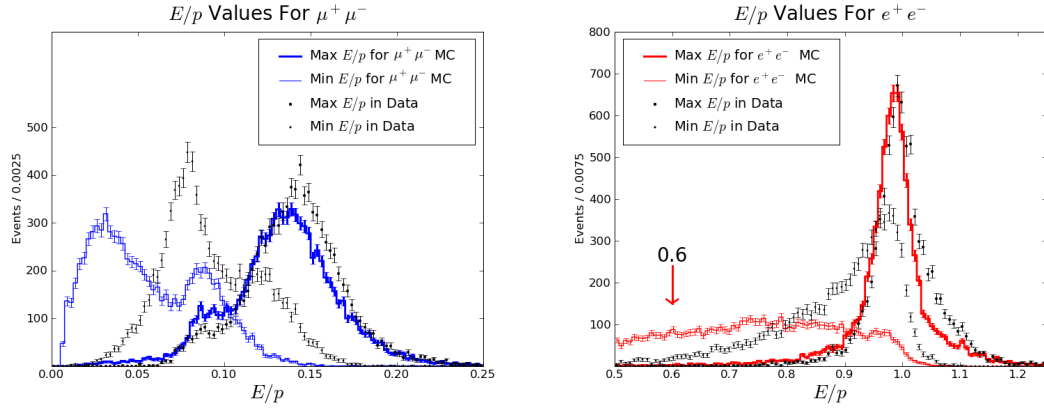 E/p Values For μ⁺ μ⁻
Max E/p for μ⁺ μ⁻ MC
Min E/p for μ⁺ μ⁻ MC
Max E/p in Data
Min E/p in Data
Events / 0.0025
500
400
300
200
100
0.00 0.05 0.10 0.15 0.20 0.25
E/p
E/p Values For e⁺ e⁻
Max E/p for e⁺ e⁻ MC
Min E/p for e⁺ e⁻ MC
Max E/p in Data
Min E/p in Data
Events / 0.0075
800
700
600
500
400
300
200
100
0.6
0.5 0.6 0.7 0.8 0.9 1.0 1.1 1.2
E/p